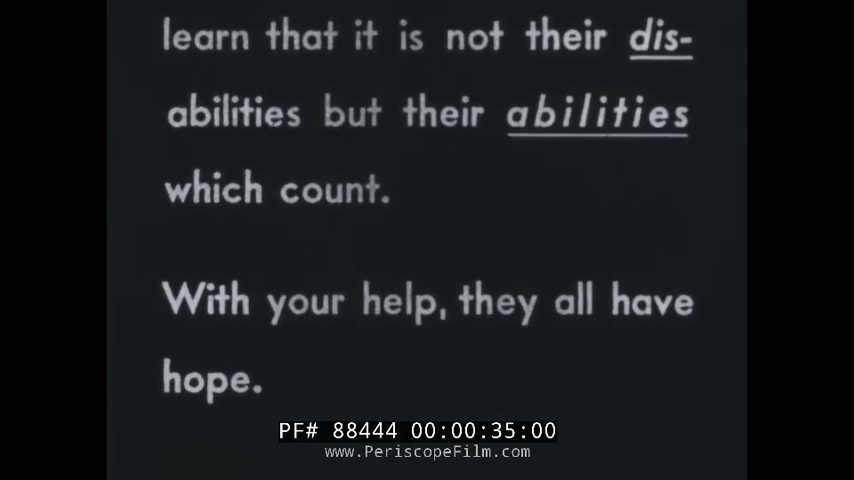 learn that it is not their dis-
abilities but their abilities
which count.
With your help, they all have
hope.
PF# 88444 00:00:35:00
www.PeriscopeFilm.com